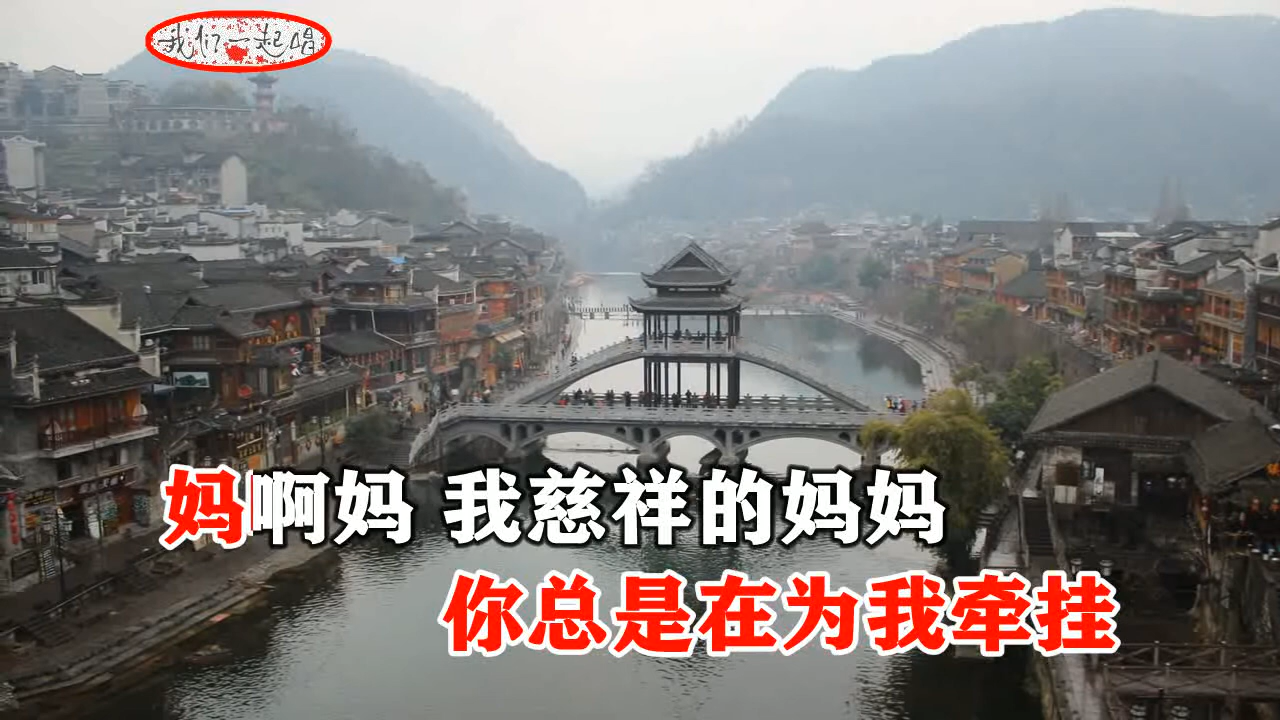 我们一起唱
妈啊妈 我慈祥的妈妈
你总是在为我牵挂